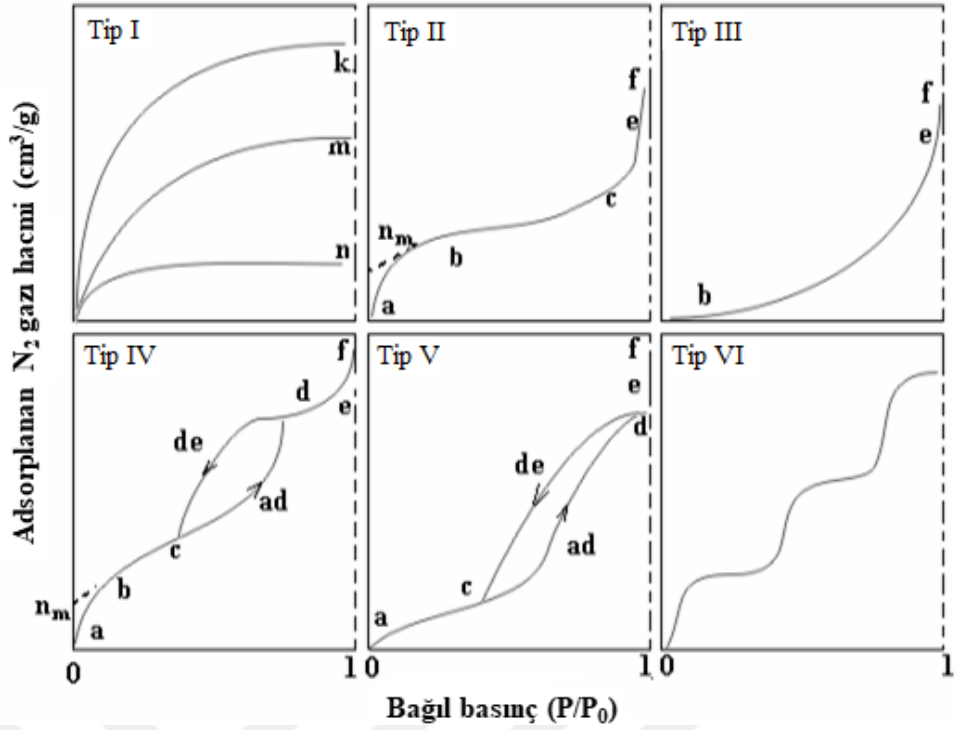 Adsorplanan N₂ gazı hacmi (cm³/g)
Tip I
k
m
n
Tip II
f
e
c
nₘ
b
a
Tip III
f
e
b
Tip IV
f
d
e
de
ad
c
b
nₘ
a
0
1
Tip V
f
e
d
de
ad
c
a
0
1
Tip VI
0
1
Bağıl basınç (P/P₀)